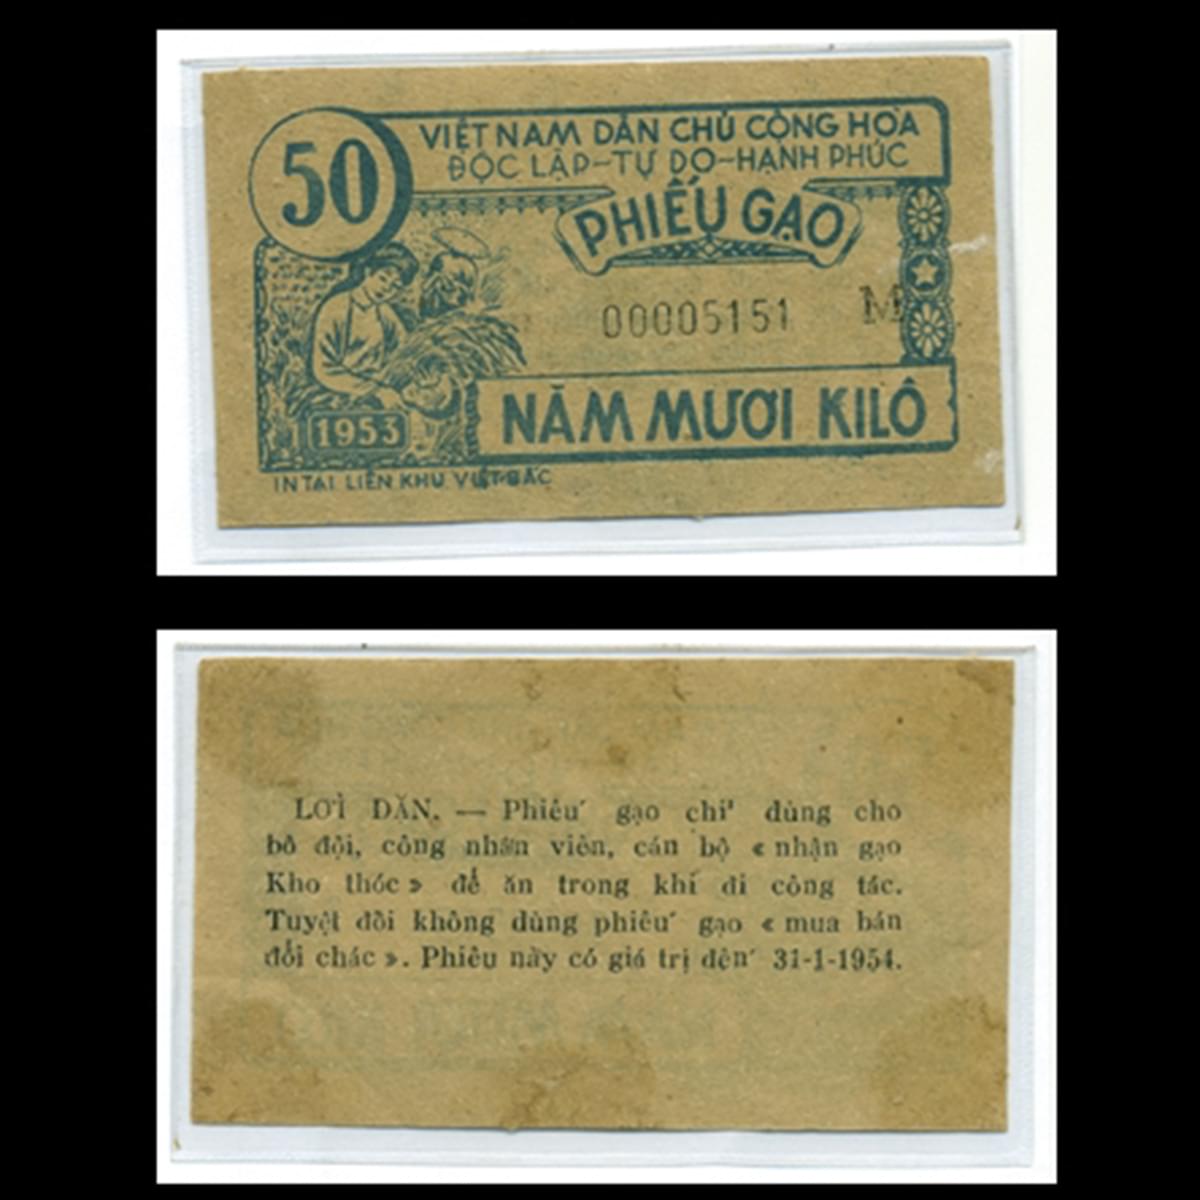 50
VIỆT NAM DÂN CHỦ CỘNG HÒA
ĐỘC LẬP-TỰ DO-HẠNH PHÚC
PHIẾU GẠO
00005151 M
NĂM MƯƠI KILÔ
1953
IN TẠI LIÊN KHU VIỆT-BẮC
LỜI DẶN. — Phiếu gạo chỉ dùng cho
bộ đội, công nhân viên, cán bộ « nhận gạo
Kho thóc » để ăn trong khi đi công tác.
Tuyệt đối không dùng phiếu gạo « mua bán
đổi chác ». Phiếu này có giá trị đến 31-1-1954.